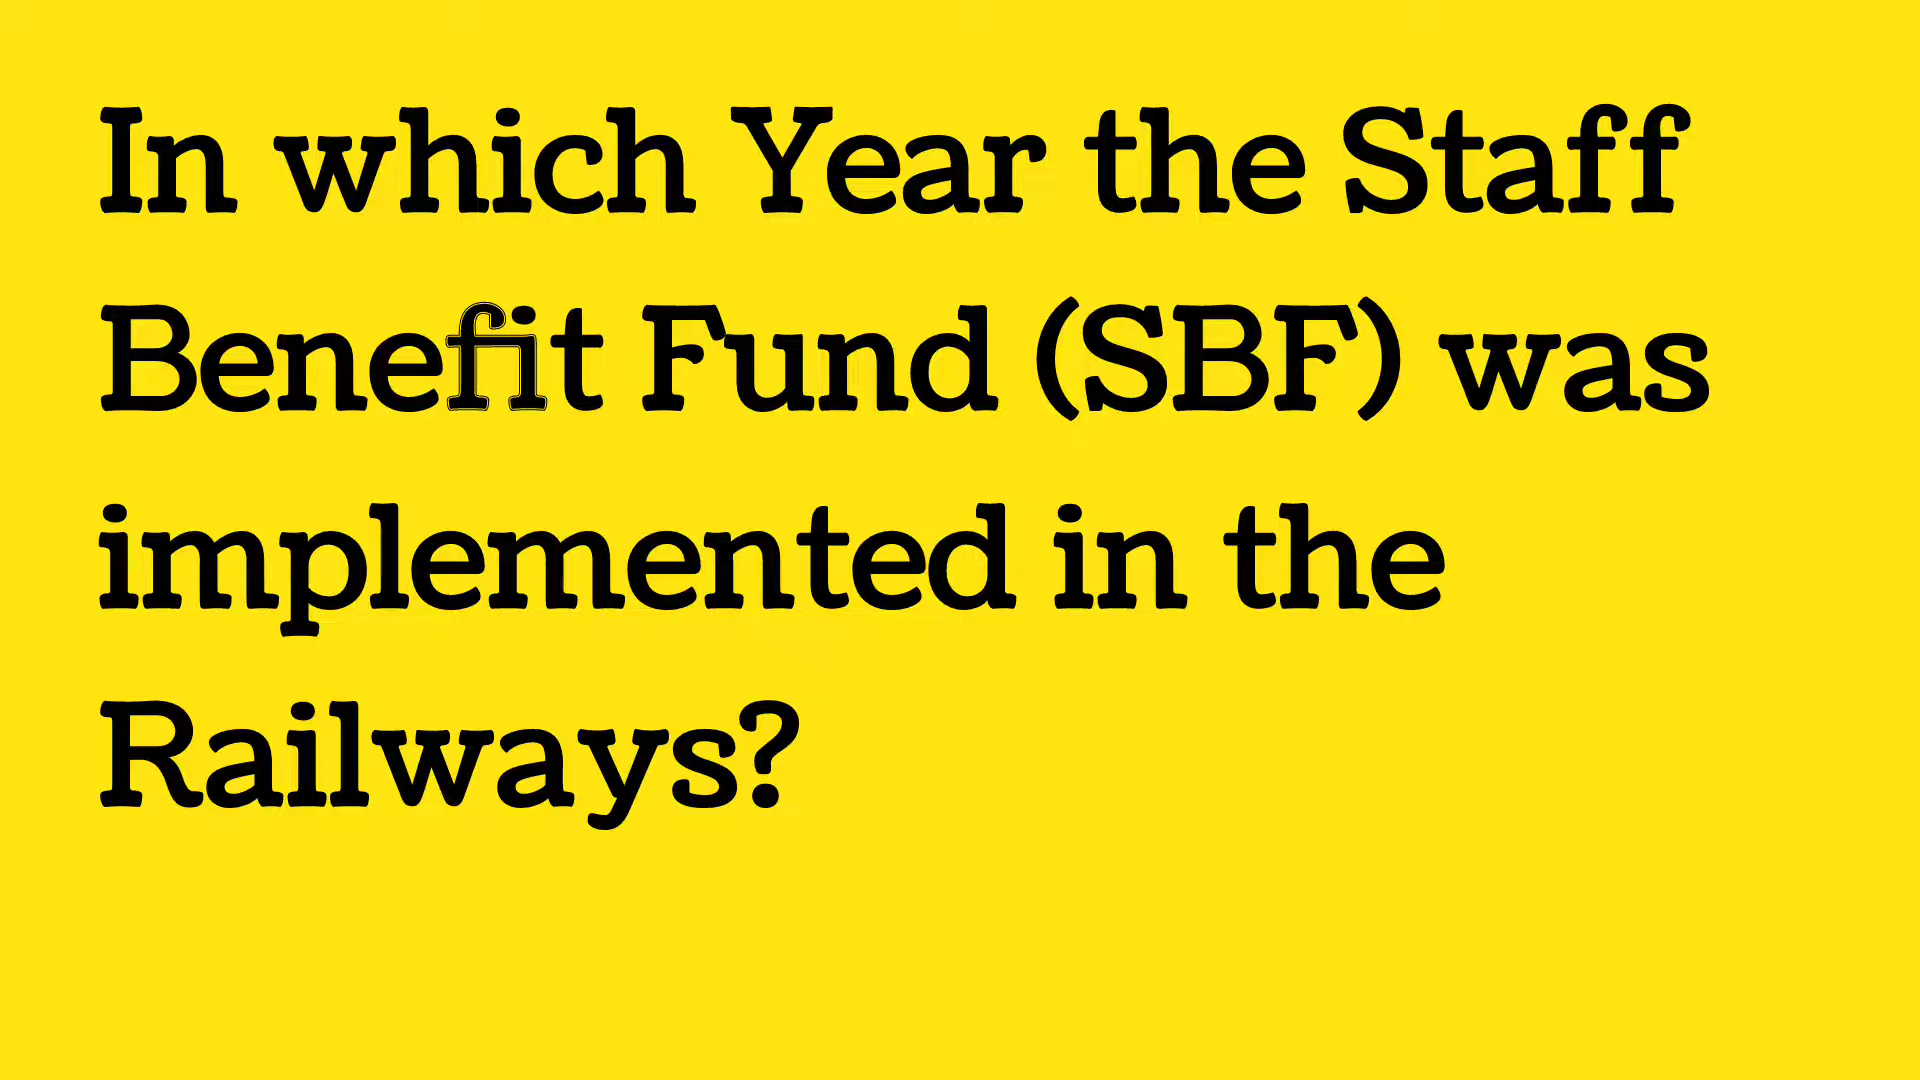 In which Year the Staff
Benefit Fund (SBF) was
implemented in the
Railways?